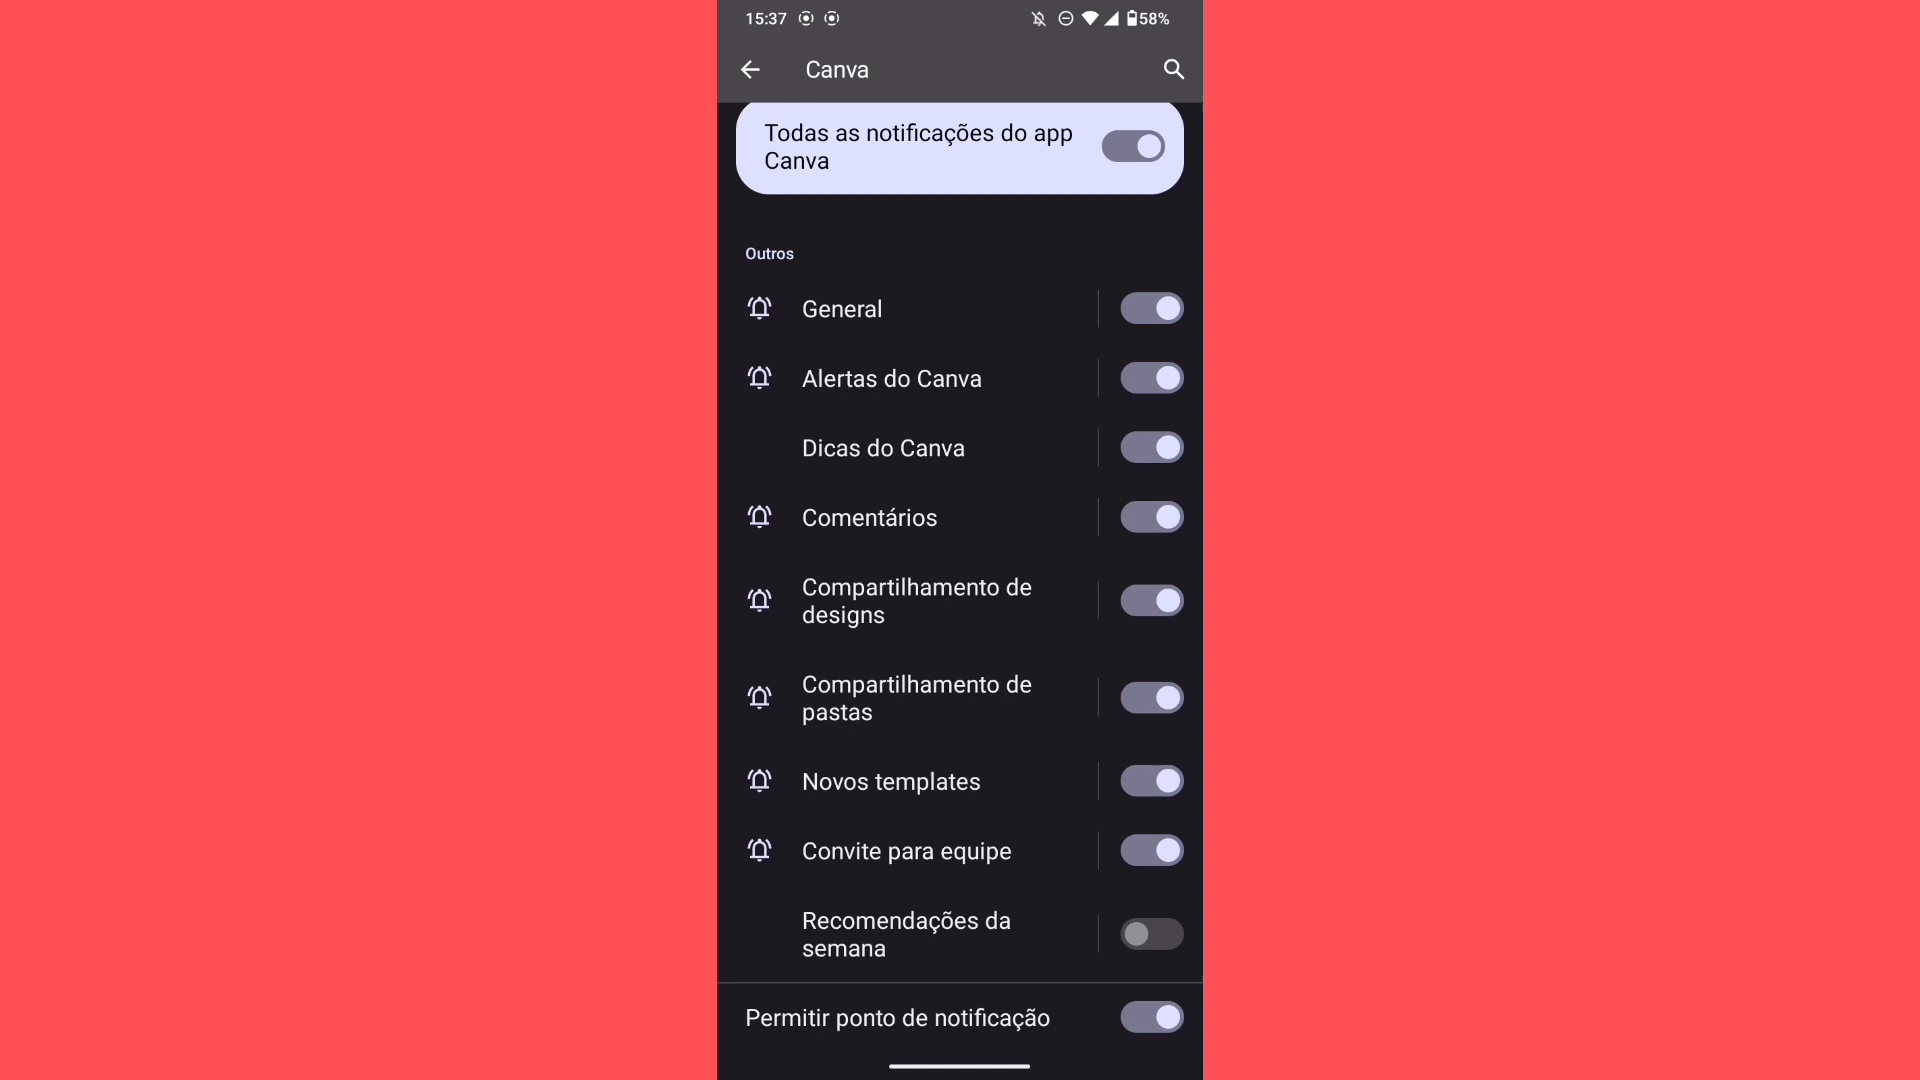 15:37
58%
Canva
Todas as notificações do app
Canva
Outros
General
Alertas do Canva
Dicas do Canva
Comentários
Compartilhamento de
designs
Compartilhamento de
pastas
Novos templates
Convite para equipe
Recomendações da
semana
Permitir ponto de notificação